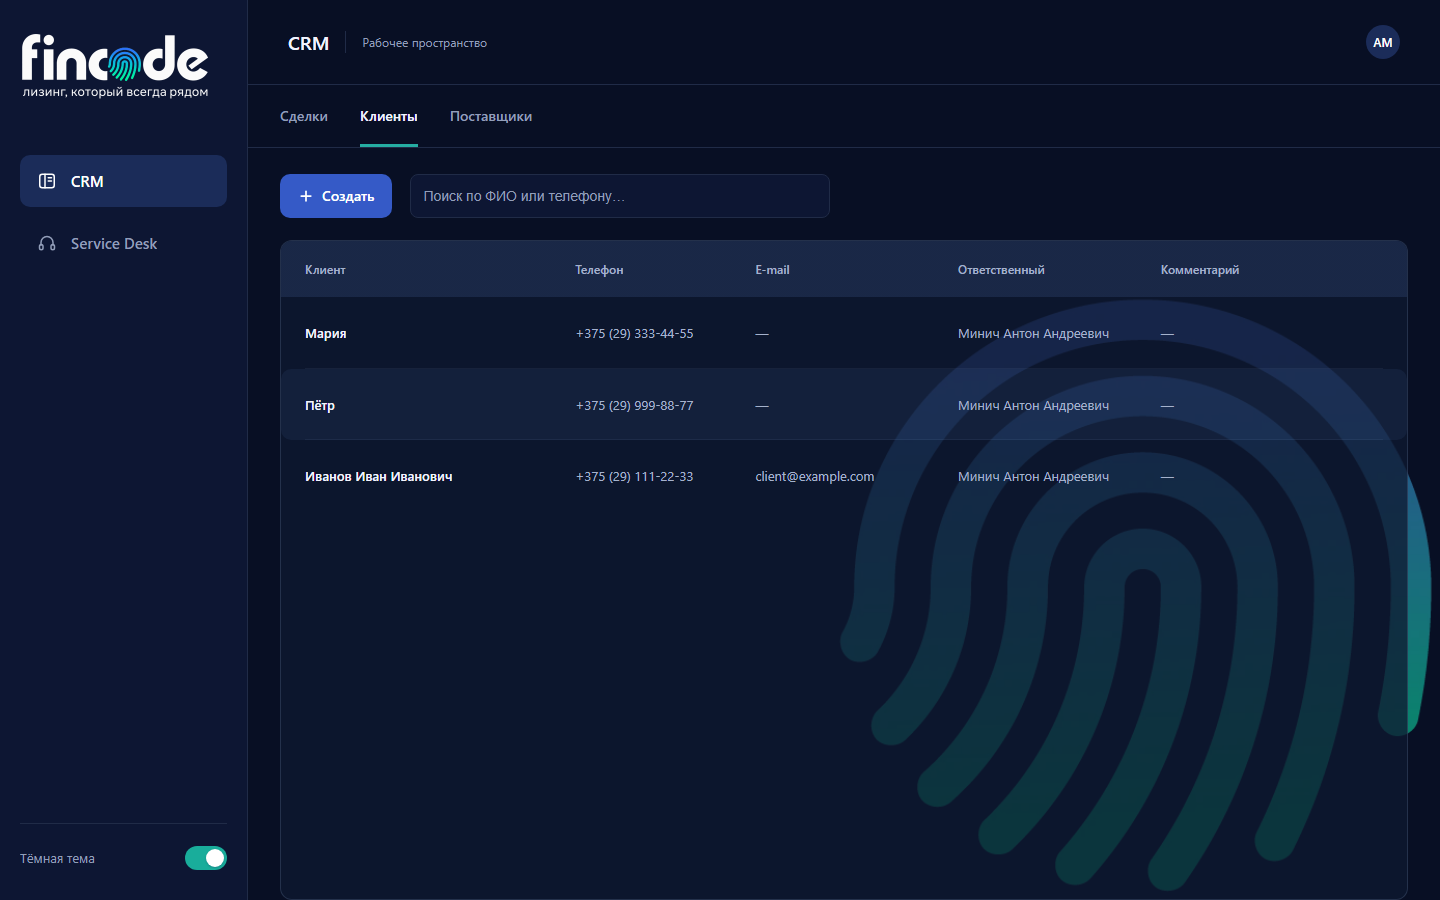 fincode
лизинг, который всегда рядом
CRM
Service Desk
Тёмная тема
CRM
Рабочее пространство
AM
Сделки
Клиенты
Поставщики
+ Создать
Поиск по ФИО или телефону...
Клиент
Телефон
E-mail
Ответственный
Комментарий
Мария
+375 (29) 333-44-55
—
Минич Антон Андреевич
—
Пётр
+375 (29) 999-88-77
—
Минич Антон Андреевич
—
Иванов Иван Иванович
+375 (29) 111-22-33
client@example.com
Минич Антон Андреевич
—